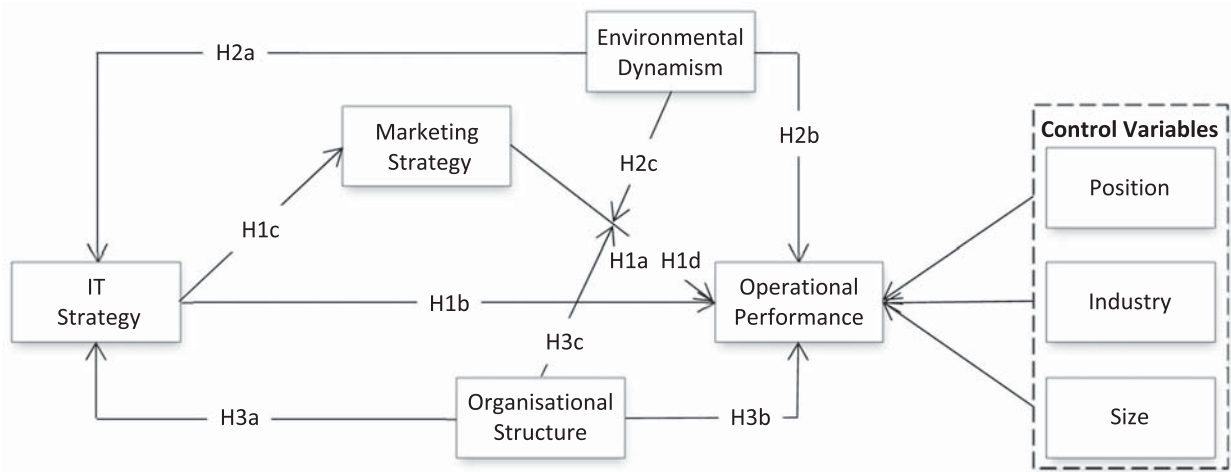 Environmental
Dynamism
H2a
Marketing
Strategy
H2b
H2c
Control Variables
Position
H1c
H1a H1d
IT
Strategy
H1b
Operational
Performance
Industry
H3c
Organisational
Structure
H3a
H3b
Size